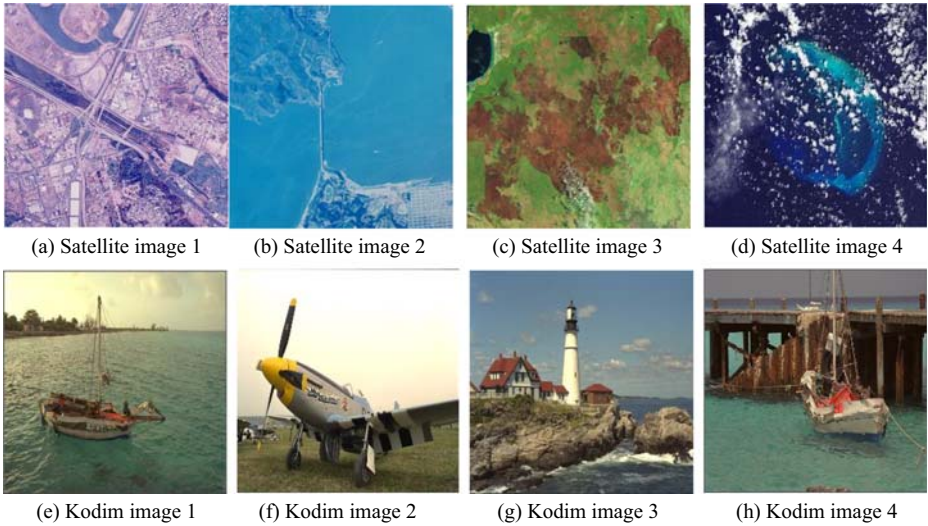 (a) Satellite image 1
(b) Satellite image 2
(c) Satellite image 3
(d) Satellite image 4
(e) Kodim image 1
(f) Kodim image 2
(g) Kodim image 3
(h) Kodim image 4